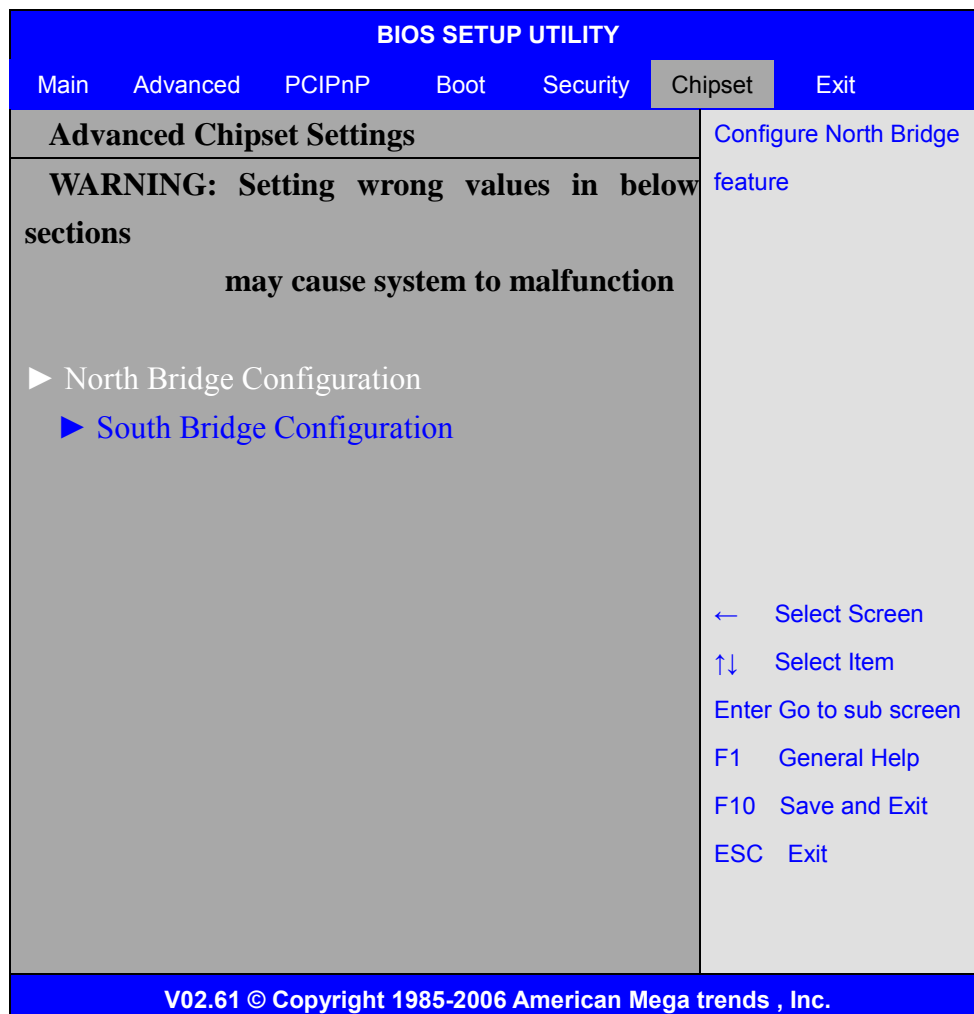 BIOS SETUP UTILITY
Main Advanced PCIPnP Boot Security Chipset Exit
Advanced Chipset Settings
WARNING: Setting wrong values in below
sections
may cause system to malfunction
► North Bridge Configuration
► South Bridge Configuration
Configure North Bridge
feature
← Select Screen
↑↓ Select Item
Enter Go to sub screen
F1 General Help
F10 Save and Exit
ESC Exit
V02.61 © Copyright 1985-2006 American Mega trends , Inc.